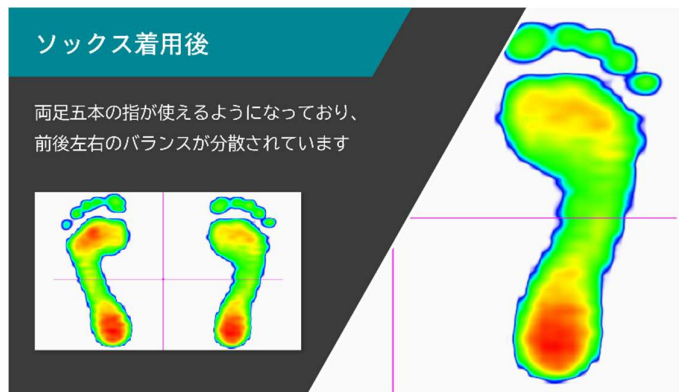 ソックス着用後
両足五本の指が使えるようになっており、
前後左右のバランスが分散されています